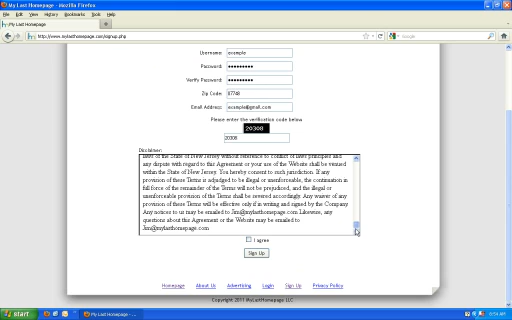 My Last Homepage - Mozilla Firefox
File Edit View History Bookmarks Tools Help
My Last Homepage
http://www.mylasthomepage.com/signup.php
Google
Username: example
Password: •••••••••
Verify Password: •••••••••
Zip Code: 07748
Email Address: example@gmail.com
Please enter the verification code below
20308
20308
Disclaimer:
laws of the State of New Jersey without reference to conflict of laws principles and
any dispute with regard to this Agreement or your use of the Website shall be venued
within the State of New Jersey. You hereby consent to such jurisdiction. If any
provision of these Terms is adjudged to be illegal or unenforceable, the continuation in
full force of the remainder of the Terms will not be prejudiced, and the illegal or
unenforceable provision of these Terms shall be severed accordingly. Any waiver of any
provision of these Terms will be effective only if in writing and signed by the Company.
Any notices to us may be emailed to Jim@mylasthomepage.com Likewise, any
questions about this Agreement or the Website may be emailed to
Jim@mylasthomepage.com
I agree
Sign Up
Homepage About Us Advertising Login Sign Up Privacy Policy
Copyright 2011 MyLastHomepage LLC
start
My Last Homepage - ...